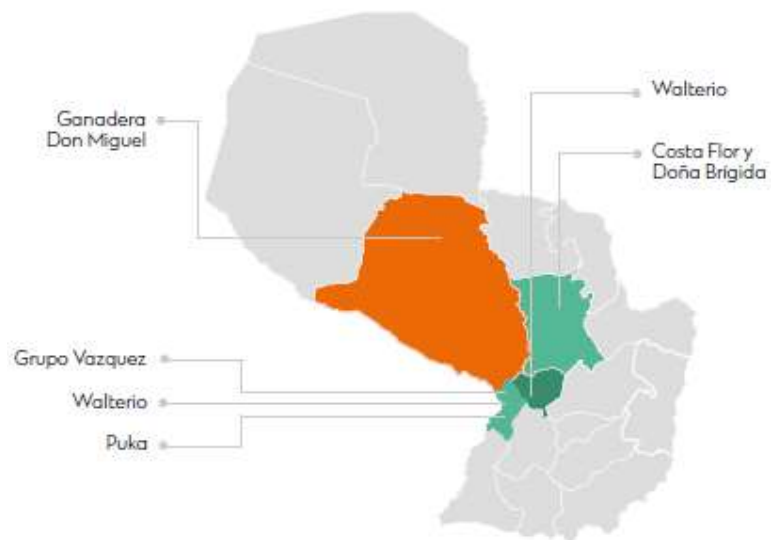 Ganadera
Don Miguel
Walterio
Costa Flor y
Doña Brígida
Grupo Vazquez
Walterio
Puka